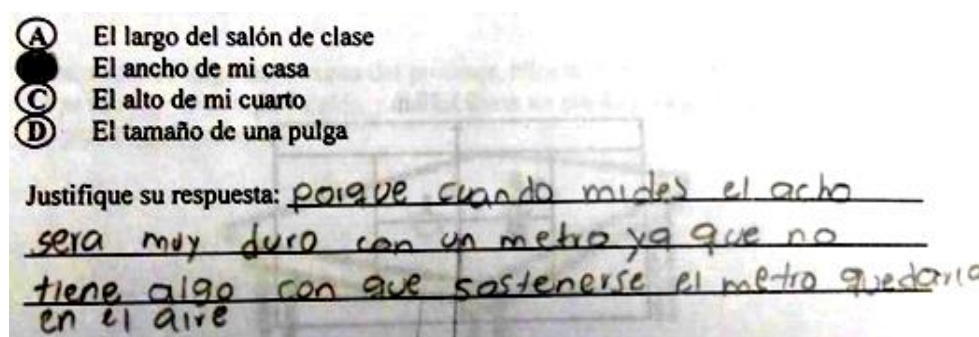 A El largo del salón de clase
El ancho de mi casa
C El alto de mi cuarto
D El tamaño de una pulga
Justifique su respuesta: porque cuando mides el acho
sera muy duro con un metro ya que no
tiene algo con que sostenerse el metro quedaria
en el aire